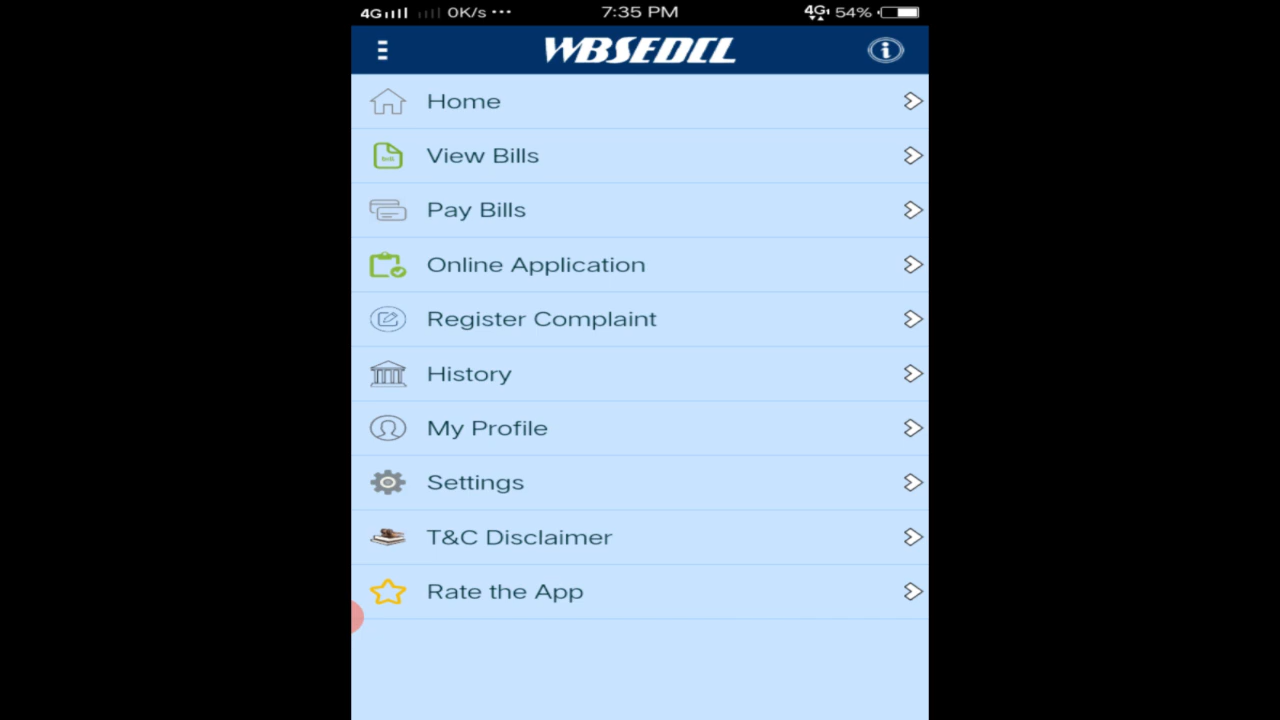 4G 0K/s ··· 7:35 PM 4G 54%
WBSEDCL
Home
View Bills
Pay Bills
Online Application
Register Complaint
History
My Profile
Settings
T&C Disclaimer
Rate the App